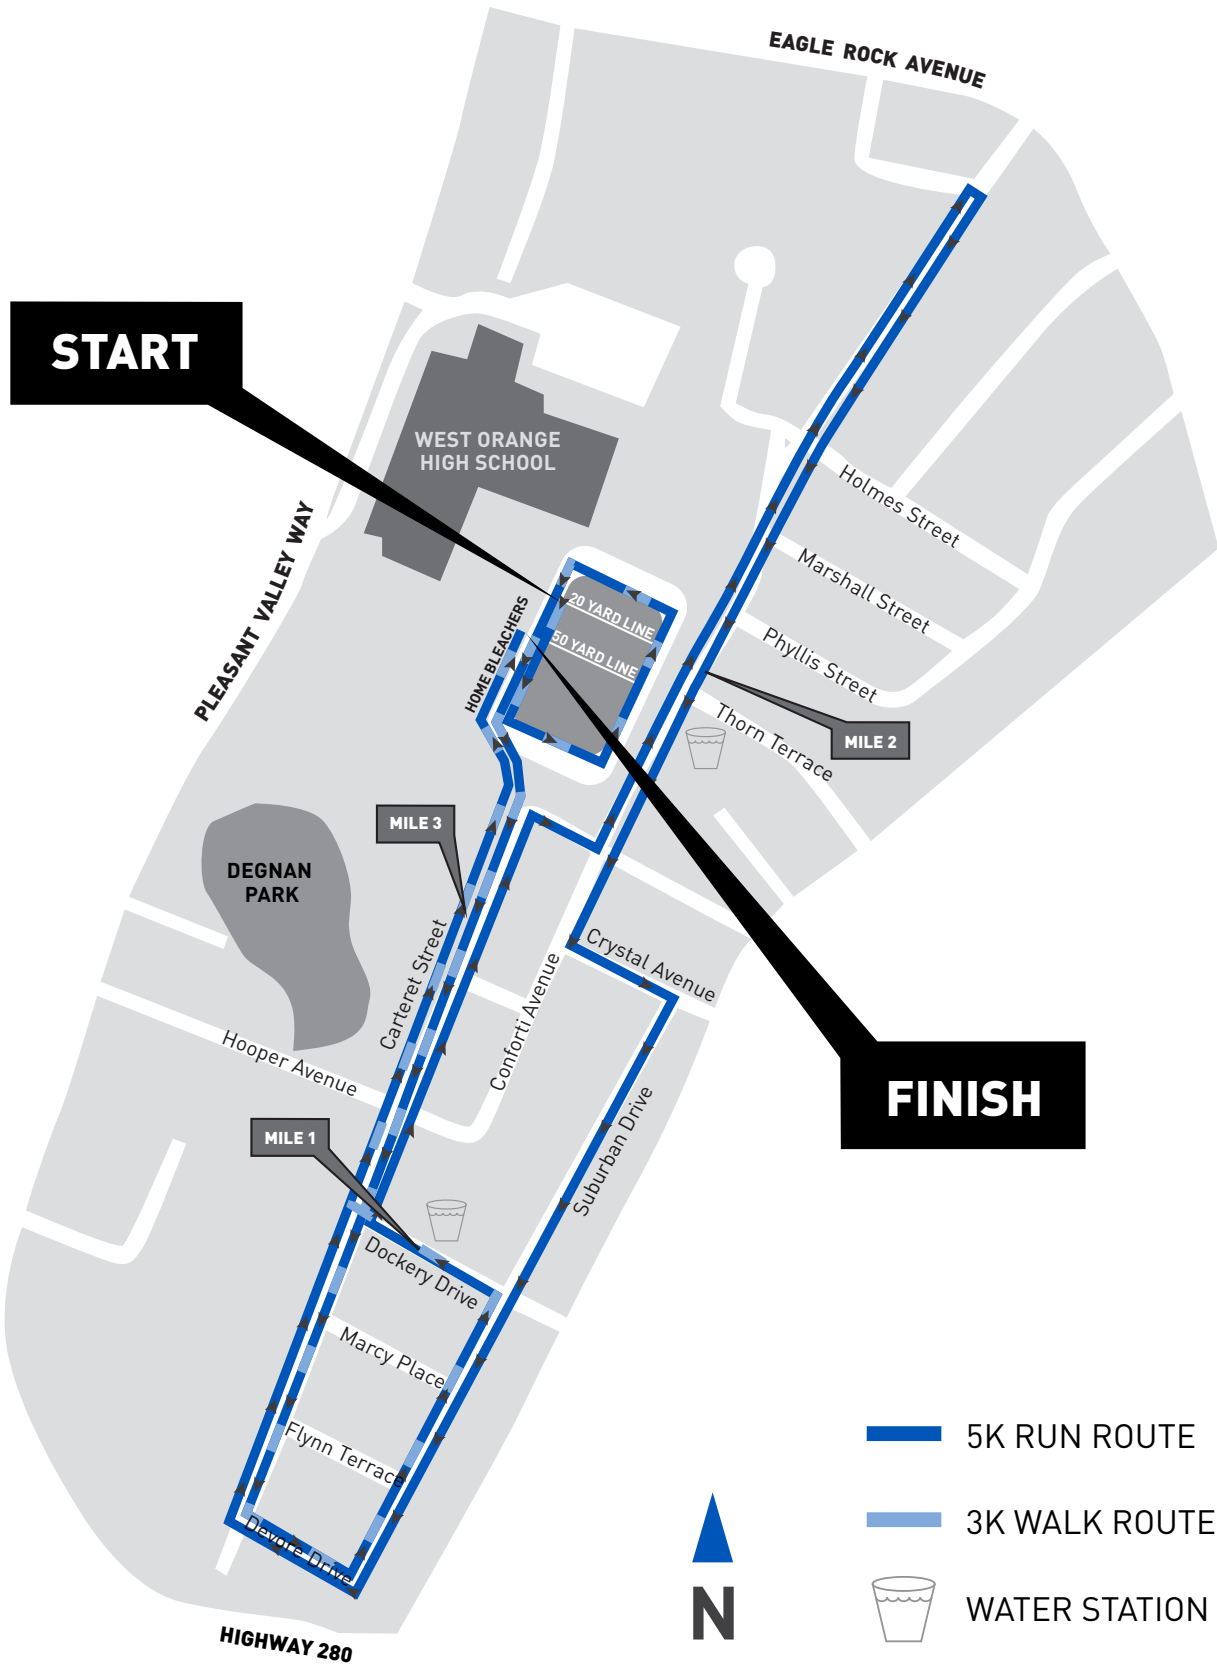 EAGLE ROCK AVENUE
START
WEST ORANGE
HIGH SCHOOL
PLEASANT VALLEY WAY
HOME BLEACHERS
20 YARD LINE
50 YARD LINE
Holmes Street
Marshall Street
Phyllis Street
Thorn Terrace
MILE 2
MILE 3
DEGNAN
PARK
Carteret Street
Crystal Avenue
Conforti Avenue
Hooper Avenue
FINISH
MILE 1
Suburban Drive
Dockery Drive
Marcy Place
Flynn Terrace
Devore Drive
HIGHWAY 280
N
5K RUN ROUTE
3K WALK ROUTE
WATER STATION